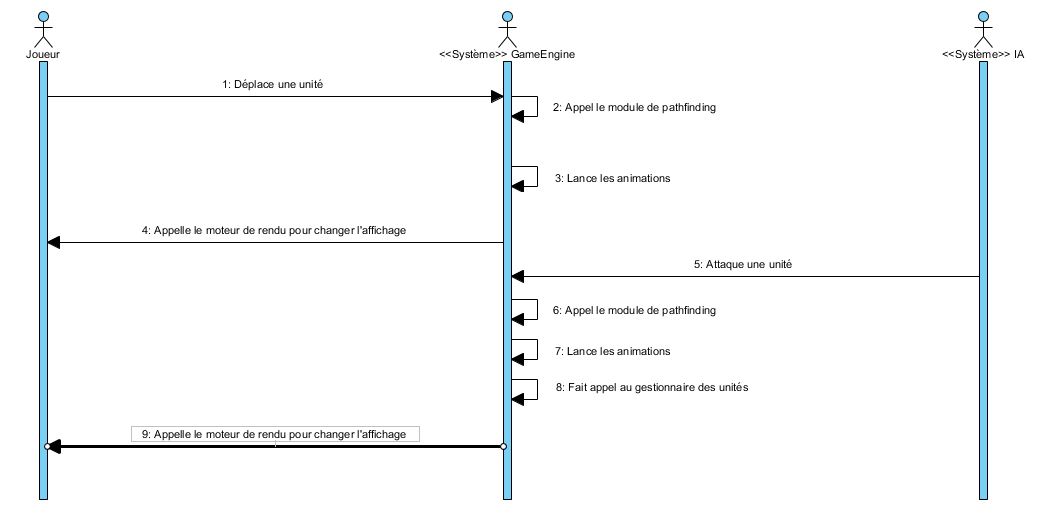 Joueur
<<Système>> GameEngine
<<Système>> IA
1: Déplace une unité
2: Appel le module de pathfinding
3: Lance les animations
4: Appelle le moteur de rendu pour changer l'affichage
5: Attaque une unité
6: Appel le module de pathfinding
7: Lance les animations
8: Fait appel au gestionnaire des unités
9: Appelle le moteur de rendu pour changer l'affichage